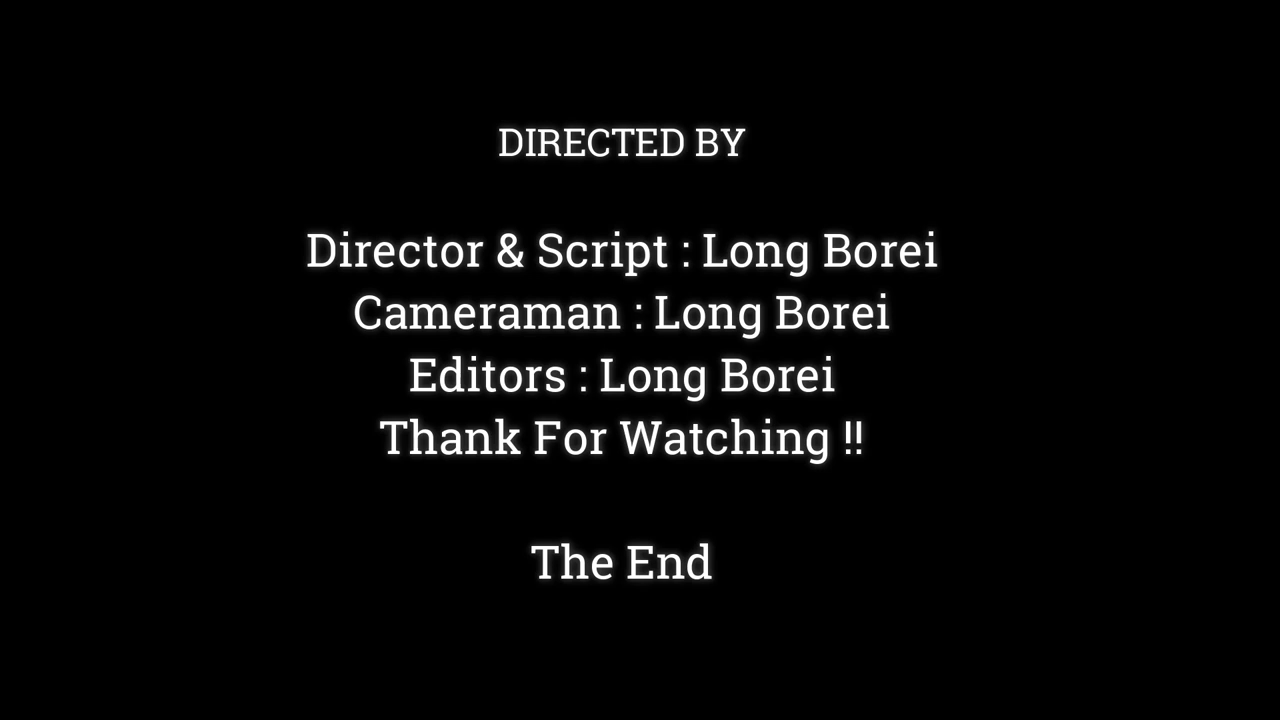 DIRECTED BY
Director & Script : Long Borei
Cameraman : Long Borei
Editors : Long Borei
Thank For Watching !!
The End